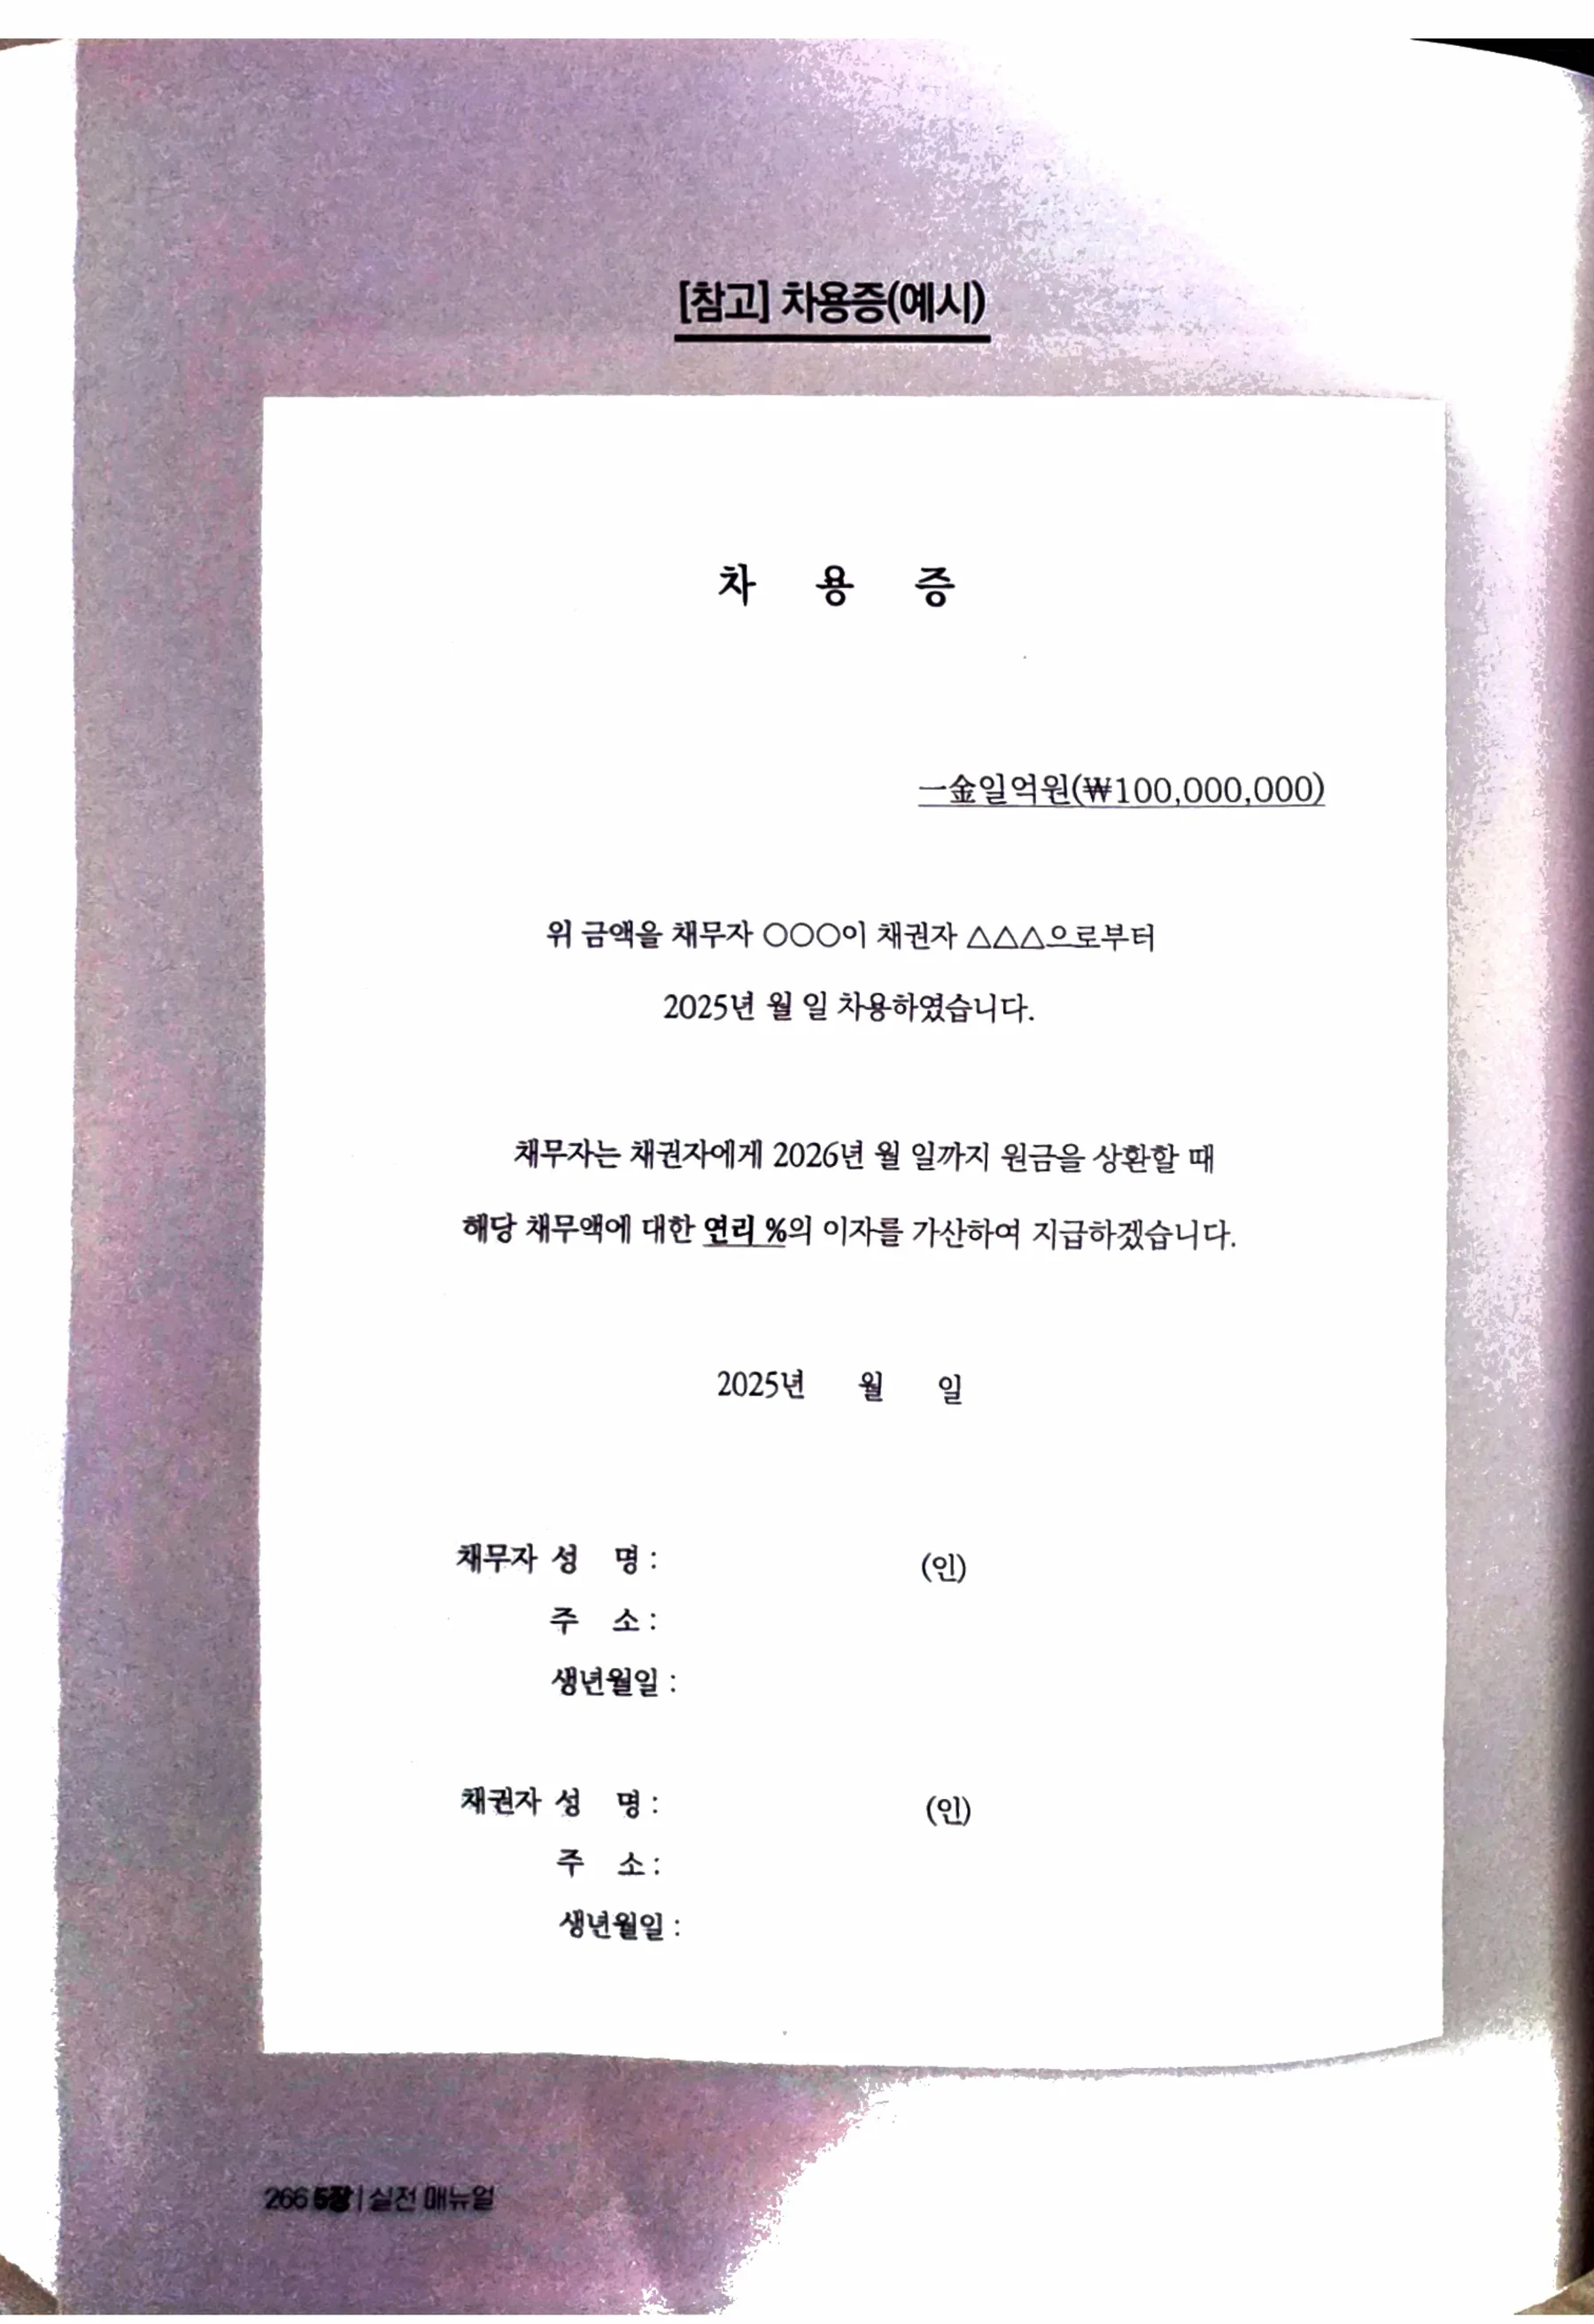 [참고] 차용증(예시)
차 용 증
一金일억원(₩100,000,000)
위 금액을 채무자 ○○○이 채권자 △△△으로부터
2025년 월 일 차용하였습니다.
채무자는 채권자에게 2026년 월 일까지 원금을 상환할 때
해당 채무액에 대한 연리 %의 이자를 가산하여 지급하겠습니다.
2025년 월 일
채무자 성 명 : (인)
주 소 :
생년월일 :
채권자 성 명 : (인)
주 소 :
생년월일 :
266 5장 | 실전 매뉴얼